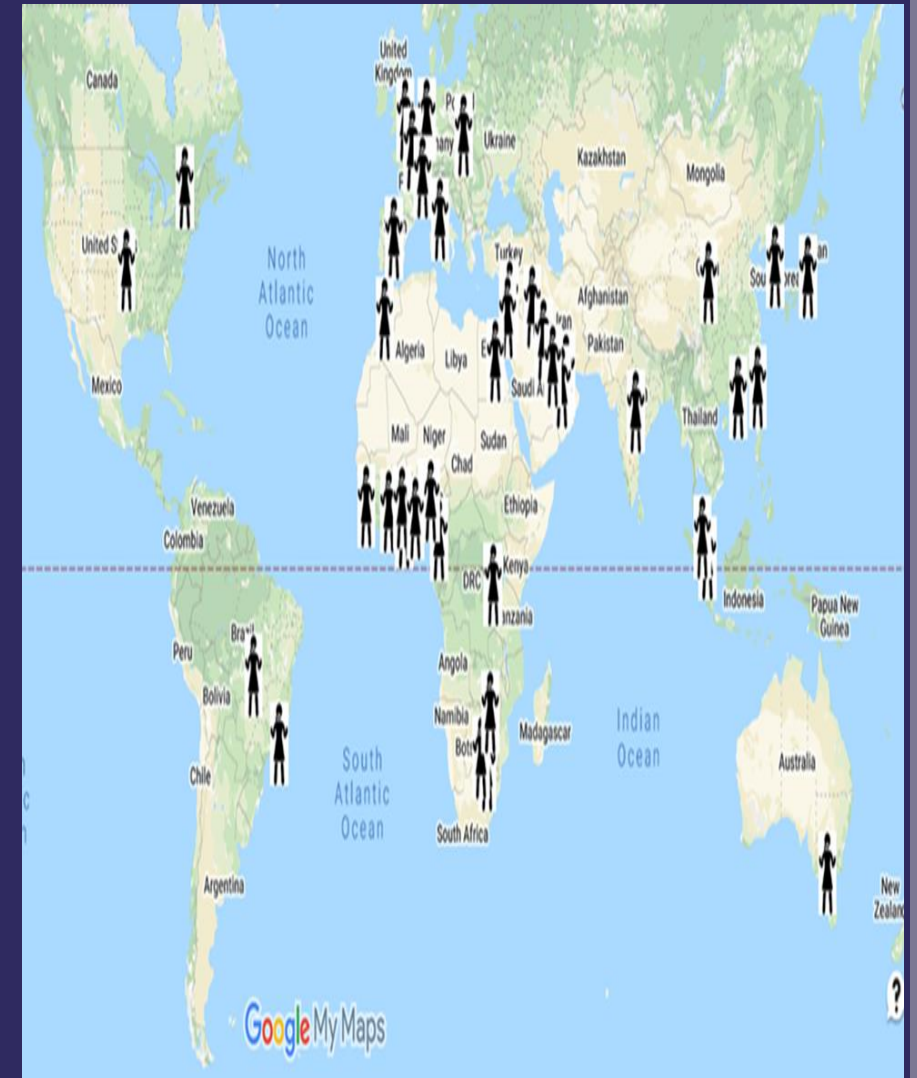 United
Kingdom
Canada
Ukraine
Kazakhstan
Mongolia
North
Atlantic
Ocean
Turkey
Afghanistan
Algeria
Libya
Pakistan
Mexico
Mali
Niger
Sudan
Thailand
Chad
Venezuela
Ethiopia
Colombia
DRC
Kenya
Indonesia
Papua New
Guinea
Peru
Angola
Bolivia
Namibia
Madagascar
Indian
Ocean
South
Atlantic
Ocean
Australia
Chile
South Africa
Argentina
New
Google My Maps
?